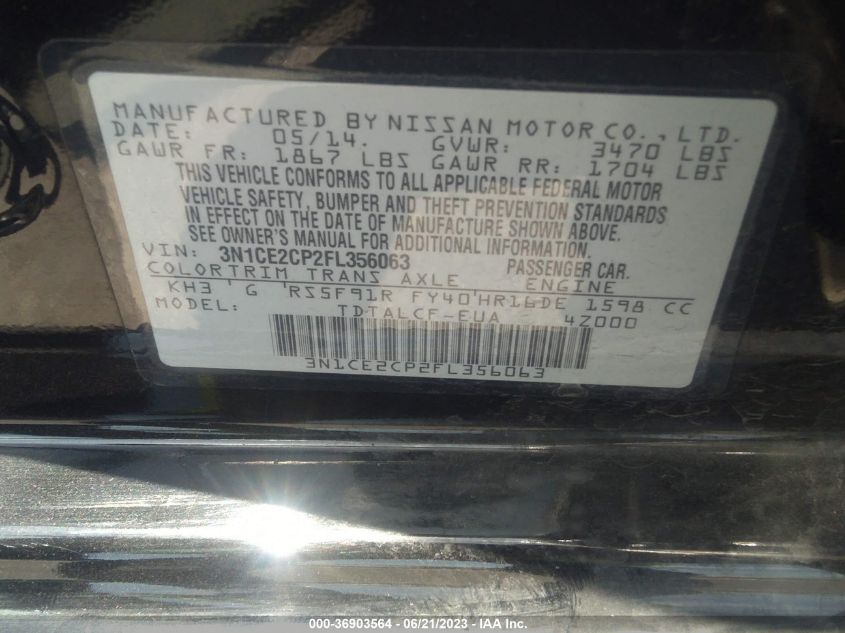 MANUFACTURED BY NISSAN MOTOR CO., LTD.
DATE: 05/14. GVWR: 3470 LBS
GAWR FR: 1867 LBS GAWR RR: 1704 LBS
THIS VEHICLE CONFORMS TO ALL APPLICABLE FEDERAL MOTOR
VEHICLE SAFETY, BUMPER AND THEFT PREVENTION STANDARDS
IN EFFECT ON THE DATE OF MANUFACTURE SHOWN ABOVE.
SEE OWNER'S MANUAL FOR ADDITIONAL INFORMATION.
VIN: 3N1CE2CP2FL356063 PASSENGER CAR.
COLOR TRIM TRANS AXLE ENGINE
KH3 ' G 'RS5F91R FY40'HR16DE 1598 CC
MODEL: TDTALCF-EUA 4Z000
3N1CE2CP2FL356063
000-36903564 - 06/21/2023 - IAA Inc.